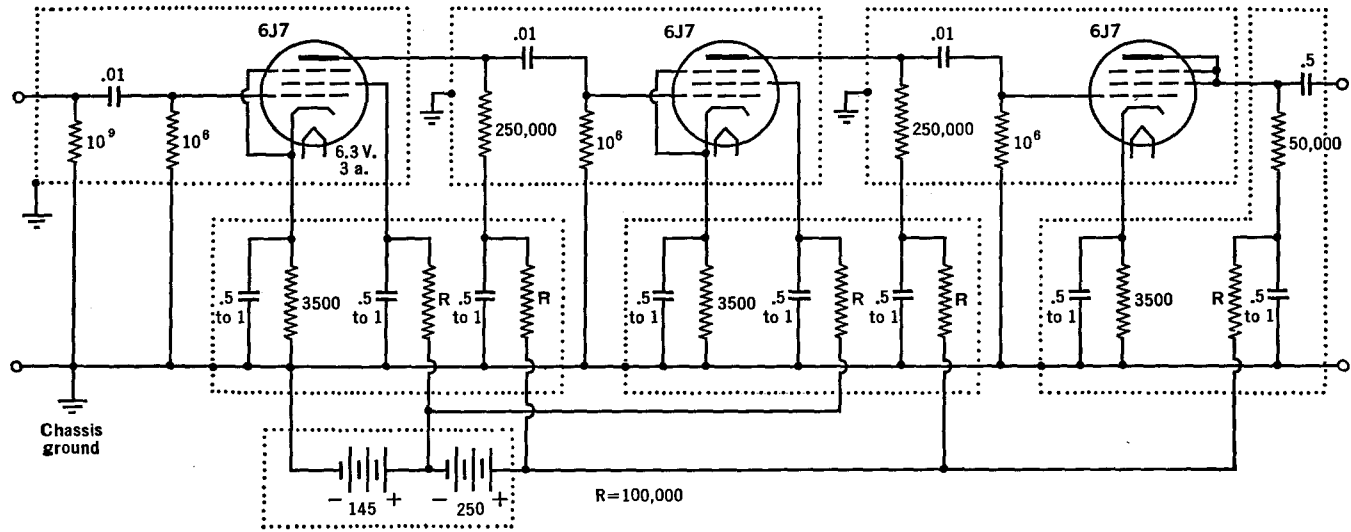 6J7
.01
10⁹
10⁶
6.3 V.
3 a.
.01
250,000
6J7
10⁶
.01
250,000
6J7
10⁶
.5
50,000
.5
to 1
3500
.5
to 1
R
.5
to 1
R
.5
to 1
3500
.5
to 1
R
.5
to 1
R
.5
to 1
3500
R
.5
to 1
Chassis
ground
− 145 +
− 250 +
R=100,000